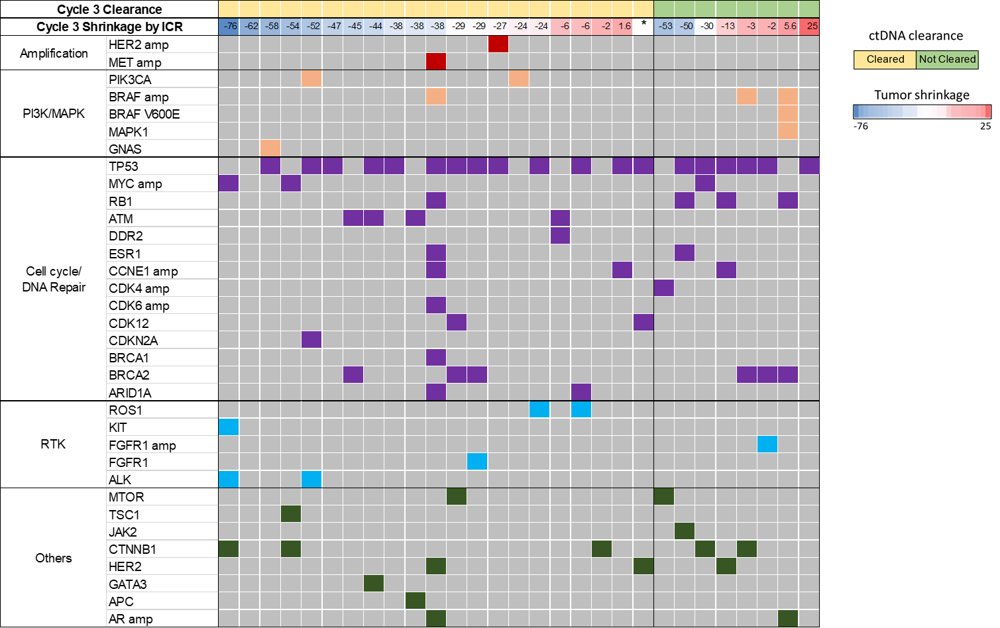 Cycle 3 Clearance
Cycle 3 Shrinkage by ICR -76 -62 -58 -54 -52 -47 -45 -44 -38 -38 -38 -29 -29 -27 -24 -24 -6 -6 -2 1.6 * -53 -50 -30 -13 -3 -2 5.6 25
Amplification
HER2 amp
MET amp
PI3K/MAPK
PIK3CA
BRAF amp
BRAF V600E
MAPK1
GNAS
Cell cycle/
DNA Repair
TP53
MYC amp
RB1
ATM
DDR2
ESR1
CCNE1 amp
CDK4 amp
CDK6 amp
CDK12
CDKN2A
BRCA1
BRCA2
ARID1A
RTK
ROS1
KIT
FGFR1 amp
FGFR1
ALK
Others
MTOR
TSC1
JAK2
CTNNB1
HER2
GATA3
APC
AR amp
ctDNA clearance
Cleared Not Cleared
Tumor shrinkage
-76 25